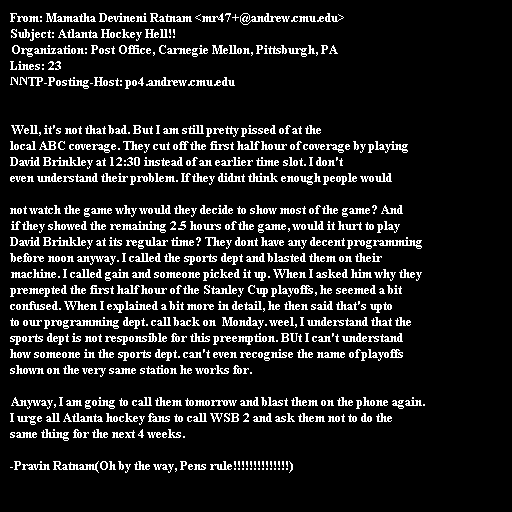 From: Mamatha Devineni Ratnam <mr47+@andrew.cmu.edu>
Subject: Atlanta Hockey Hell!!
Organization: Post Office, Carnegie Mellon, Pittsburgh, PA
Lines: 23
NNTP-Posting-Host: po4.andrew.cmu.edu
Well, it's not that bad. But I am still pretty pissed of at the
local ABC coverage. They cut off the first half hour of coverage by playing
David Brinkley at 12:30 instead of an earlier time slot. I don't
even understand their problem. If they didnt think enough people would
not watch the game why would they decide to show most of the game? And
if they showed the remaining 2.5 hours of the game, would it hurt to play
David Brinkley at its regular time? They dont have any decent programming
before noon anyway. I called the sports dept and blasted them on their
machine. I called gain and someone picked it up. When I asked him why they
premepted the first half hour of the Stanley Cup playoffs, he seemed a bit
confused. When I explained a bit more in detail, he then said that's upto
to our programming dept. call back on  Monday. weel, I understand that the
sports dept is not responsible for this preemption. BUt I can't understand
how someone in the sports dept. can't even recognise the name of playoffs
shown on the very same station he works for.
Anyway, I am going to call them tomorrow and blast them on the phone again.
I urge all Atlanta hockey fans to call WSB 2 and ask them not to do the
same thing for the next 4 weeks.
-Pravin Ratnam(Oh by the way, Pens rule!!!!!!!!!!!!!!)